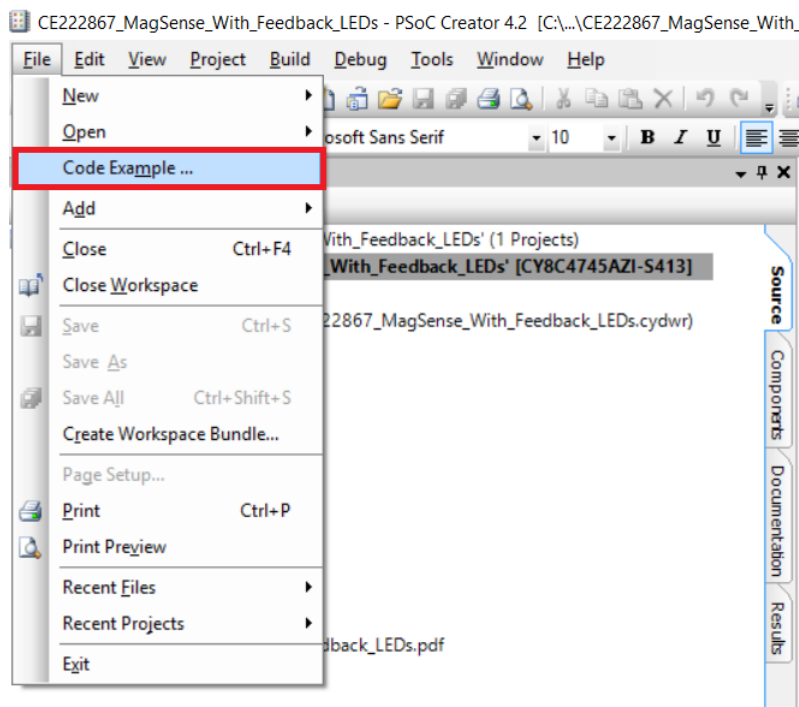 CE222867_MagSense_With_Feedback_LEDs - PSoC Creator 4.2 [C:\...\CE222867_MagSense_With_
File Edit View Project Build Debug Tools Window Help
New
Open
osoft Sans Serif 10 B I U
Code Example ...
Add
With_Feedback_LEDs' (1 Projects)
Close Ctrl+F4
_With_Feedback_LEDs' [CY8C4745AZI-S413]
Close Workspace
Save Ctrl+S
E222867_MagSense_With_Feedback_LEDs.cydwr)
Save As
Save All Ctrl+Shift+S
Create Workspace Bundle...
Page Setup...
Print Ctrl+P
Print Preview
Recent Files
Recent Projects
dback_LEDs.pdf
Exit
Source
Components
Documentation
Results